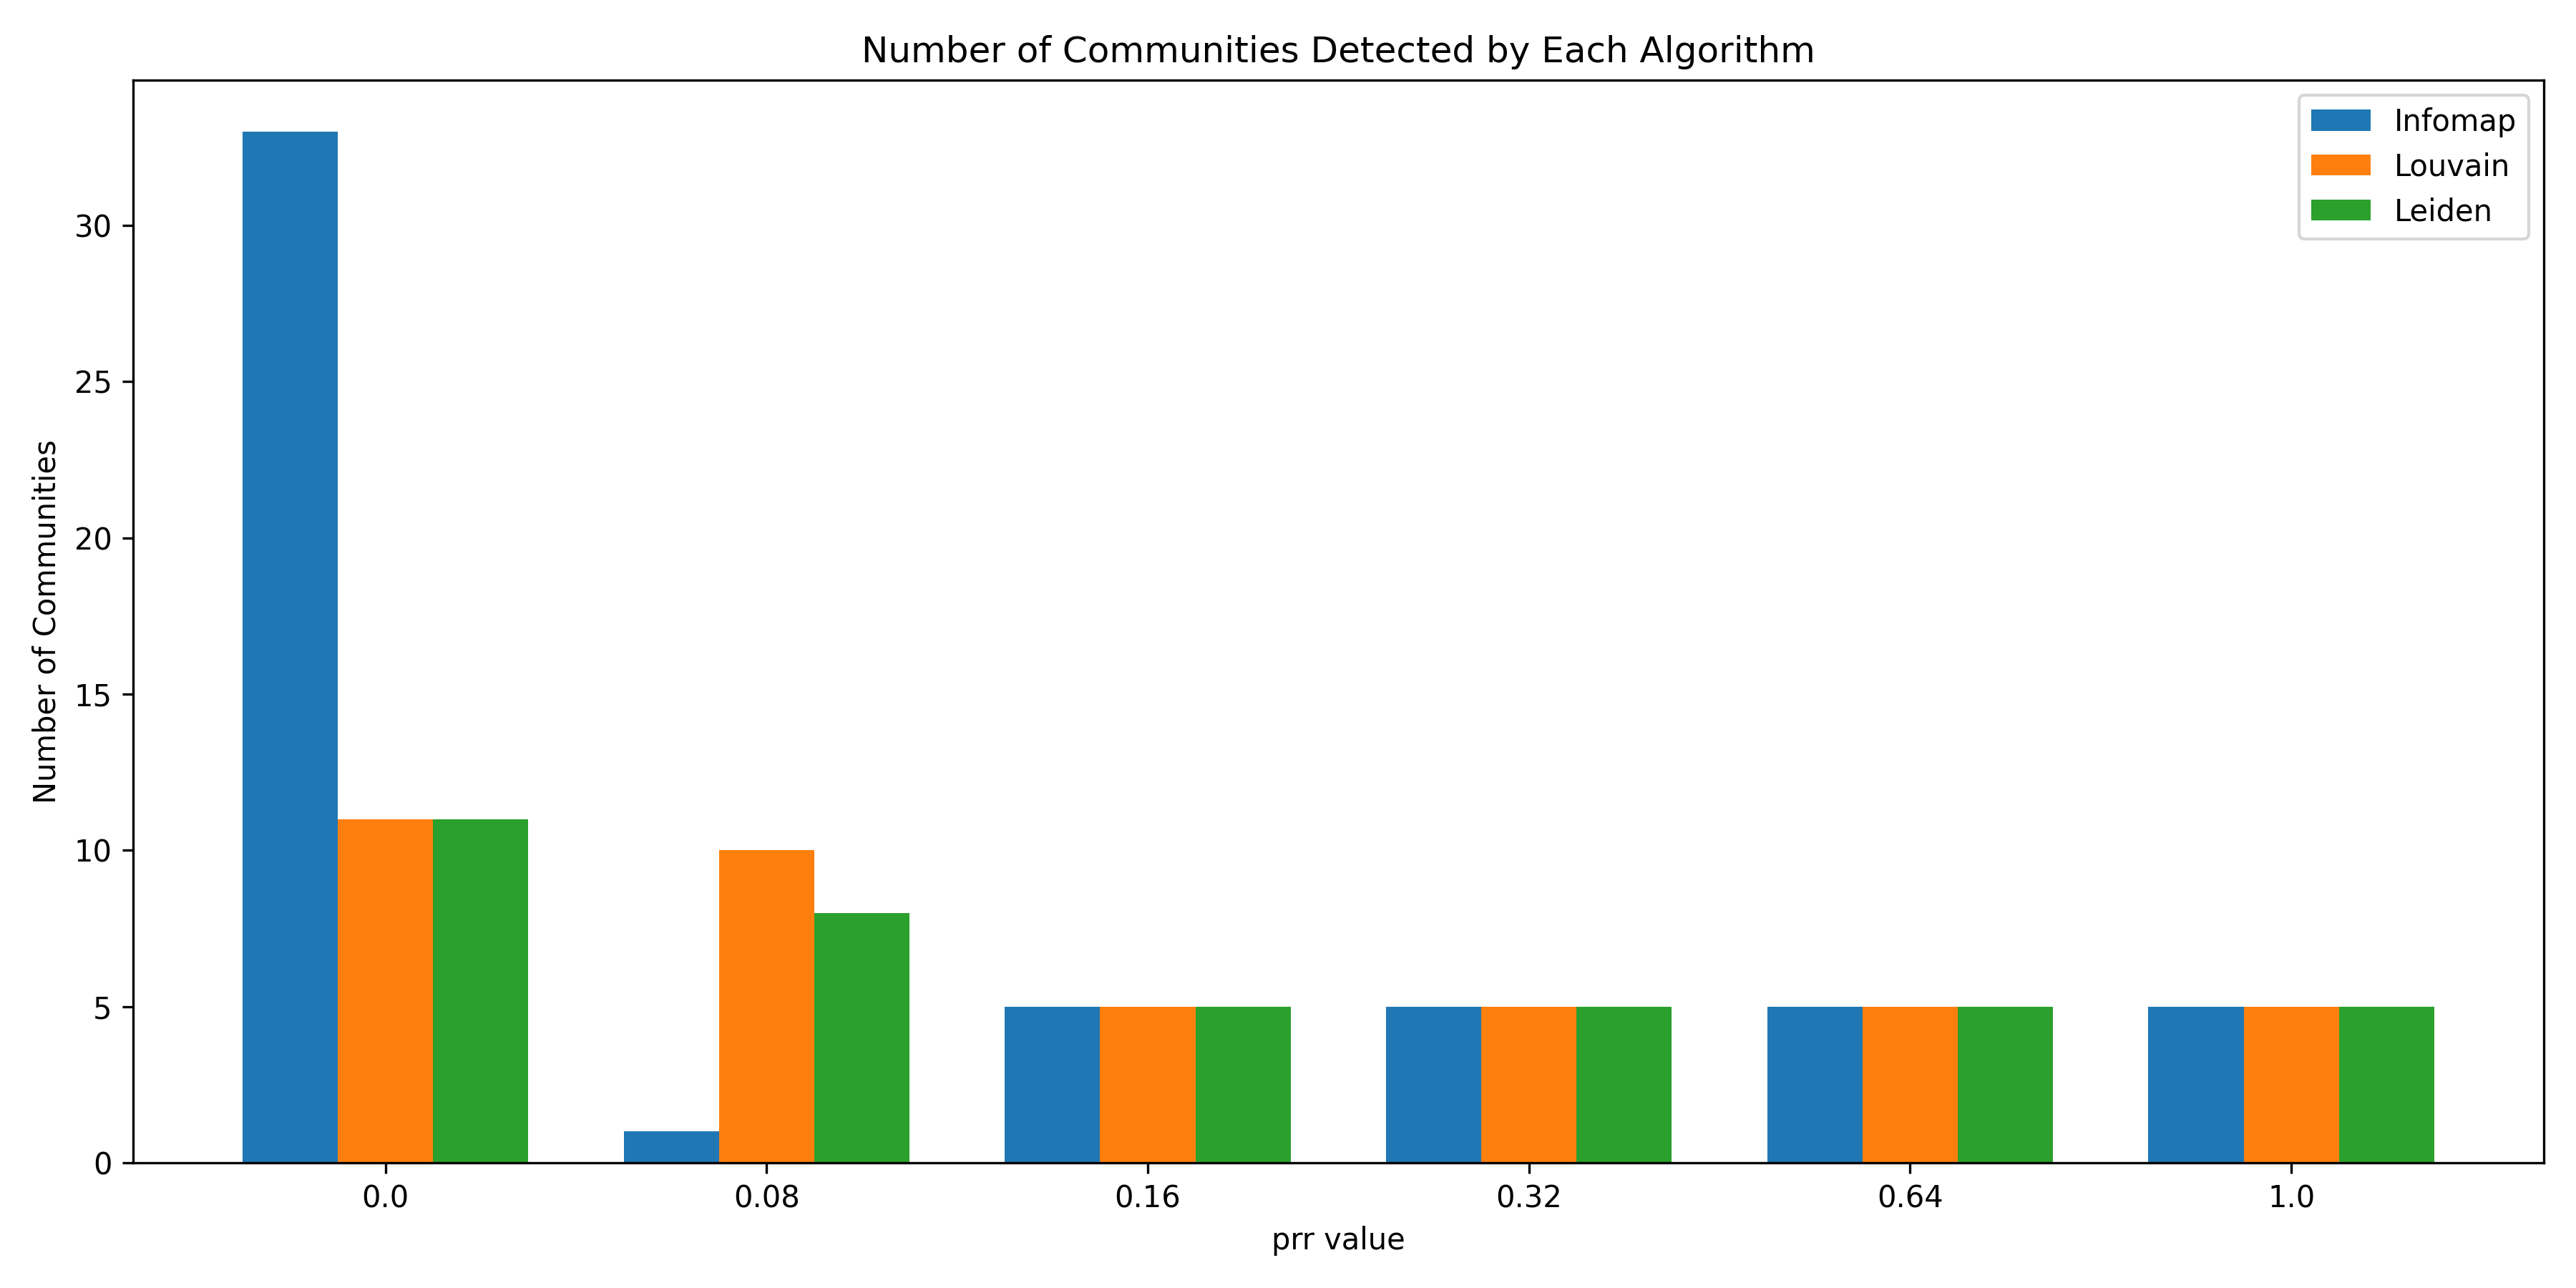 Number of Communities Detected by Each Algorithm
Infomap
Louvain
Leiden
Number of Communities
30
25
20
15
10
5
0
0.0 0.08 0.16 0.32 0.64 1.0
prr value